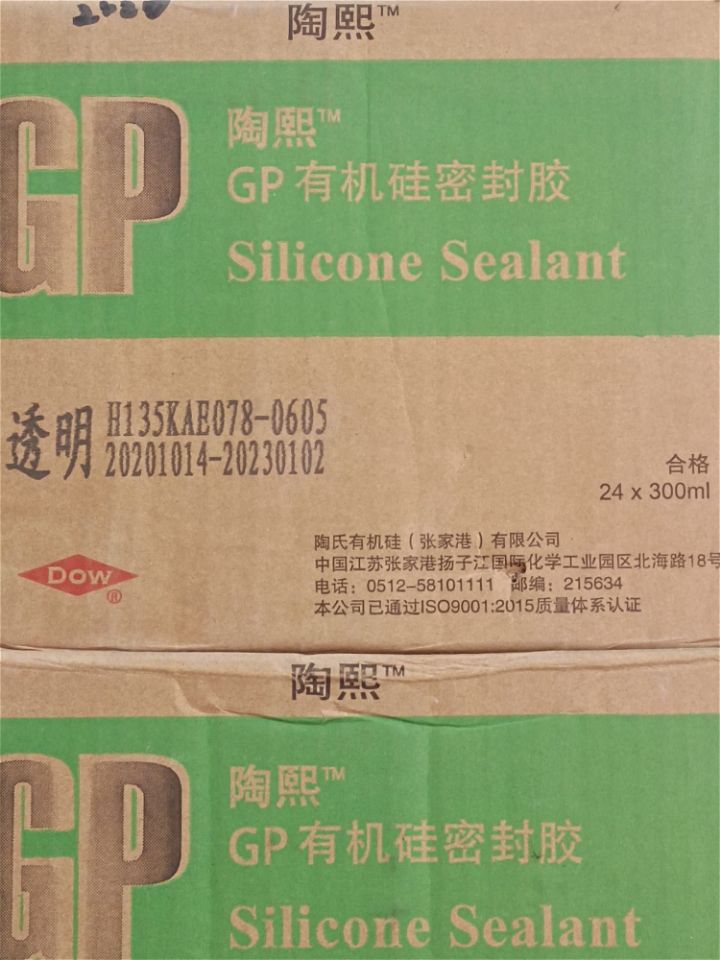 陶熙™
GP
陶熙™
GP 有机硅密封胶
Silicone Sealant
透明
H135KAE078-0605
20201014-20230102
合格
24 x 300ml
DOW®
陶氏有机硅（张家港）有限公司
中国江苏张家港扬子江国际化学工业园区北海路18号
电话：0512-58101111 邮编：215634
本公司已通过ISO9001:2015质量体系认证
陶熙™
GP
陶熙™
GP 有机硅密封胶
Silicone Sealant